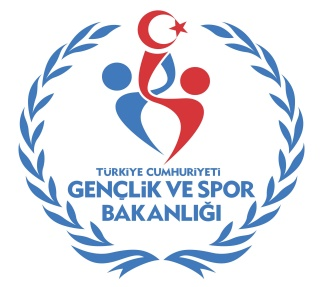 TÜRKİYE CUMHURİYETİ
GENÇLİK VE SPOR
BAKANLIĞI